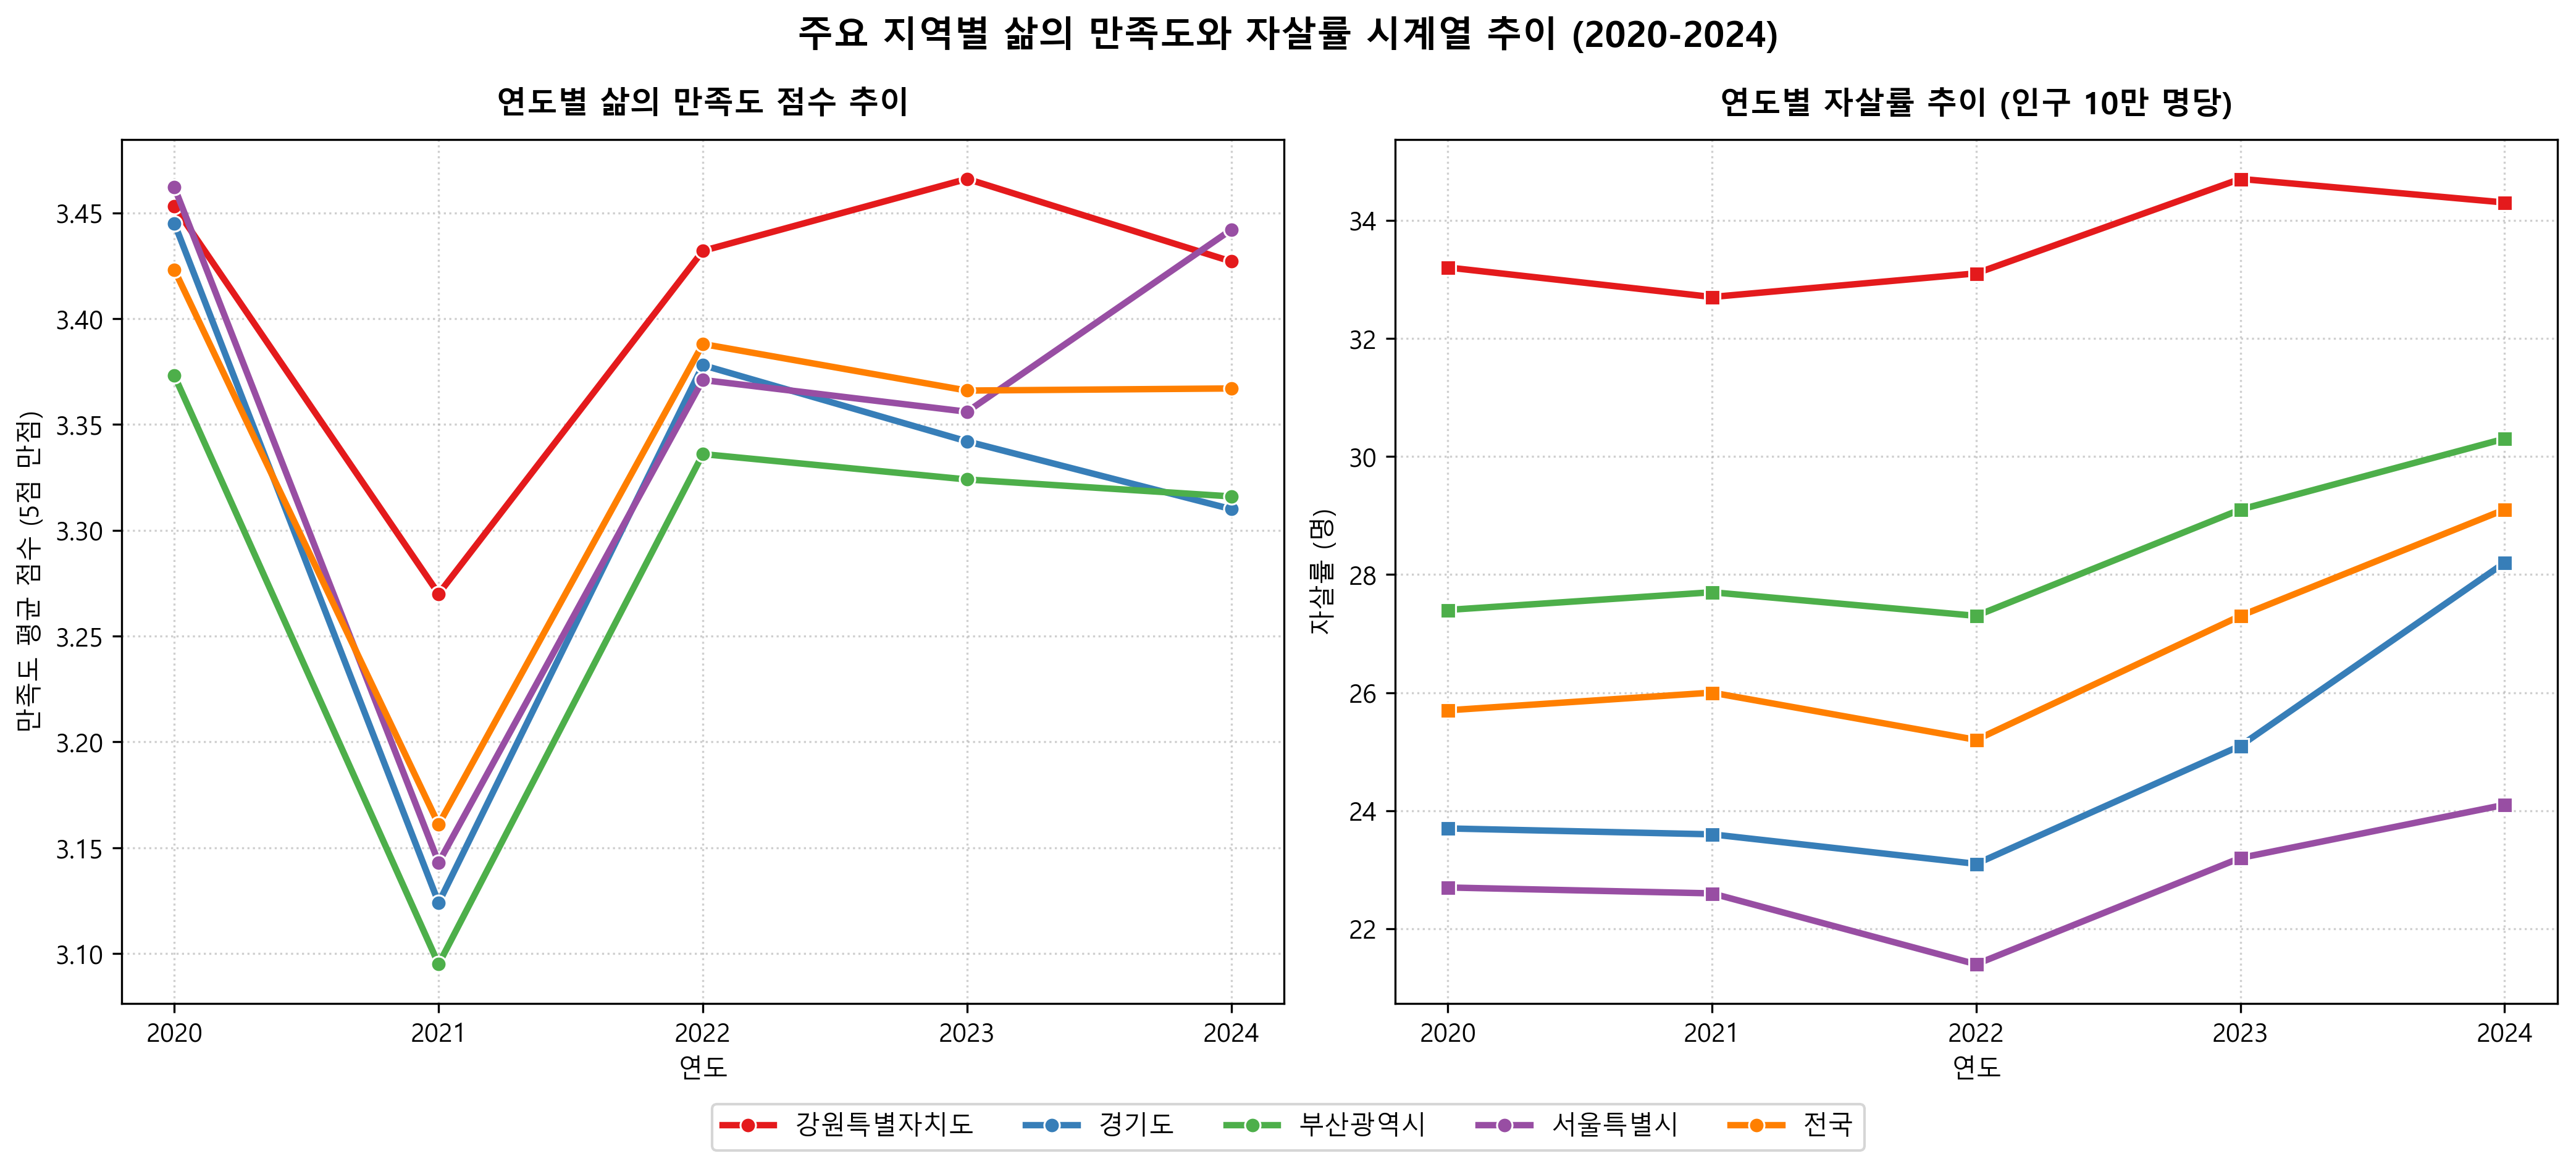 주요 지역별 삶의 만족도와 자살률 시계열 추이 (2020-2024)
연도별 삶의 만족도 점수 추이
만족도 평균 점수 (5점 만점)
3.45
3.40
3.35
3.30
3.25
3.20
3.15
3.10
2020 2021 2022 2023 2024
연도
연도별 자살률 추이 (인구 10만 명당)
자살률 (명)
34
32
30
28
26
24
22
2020 2021 2022 2023 2024
연도
강원특별자치도 경기도 부산광역시 서울특별시 전국